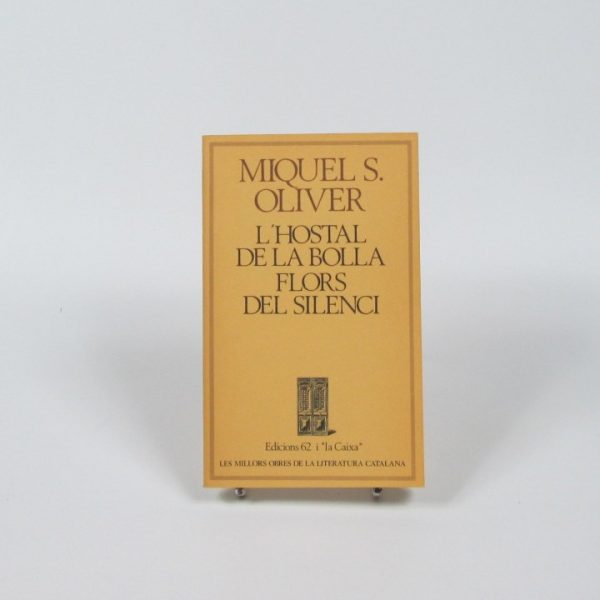 MIQUEL S.
OLIVER
L'HOSTAL
DE LA BOLLA
FLORS
DEL SILENCI
Edicions 62 i "la Caixa"
LES MILLORS OBRES DE LA LITERATURA CATALANA